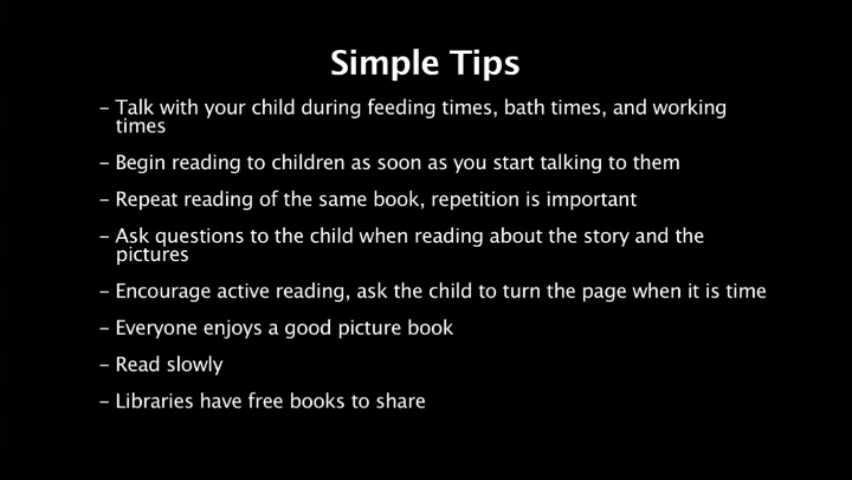 Simple Tips
– Talk with your child during feeding times, bath times, and working
times
– Begin reading to children as soon as you start talking to them
– Repeat reading of the same book, repetition is important
– Ask questions to the child when reading about the story and the
pictures
– Encourage active reading, ask the child to turn the page when it is time
– Everyone enjoys a good picture book
– Read slowly
– Libraries have free books to share